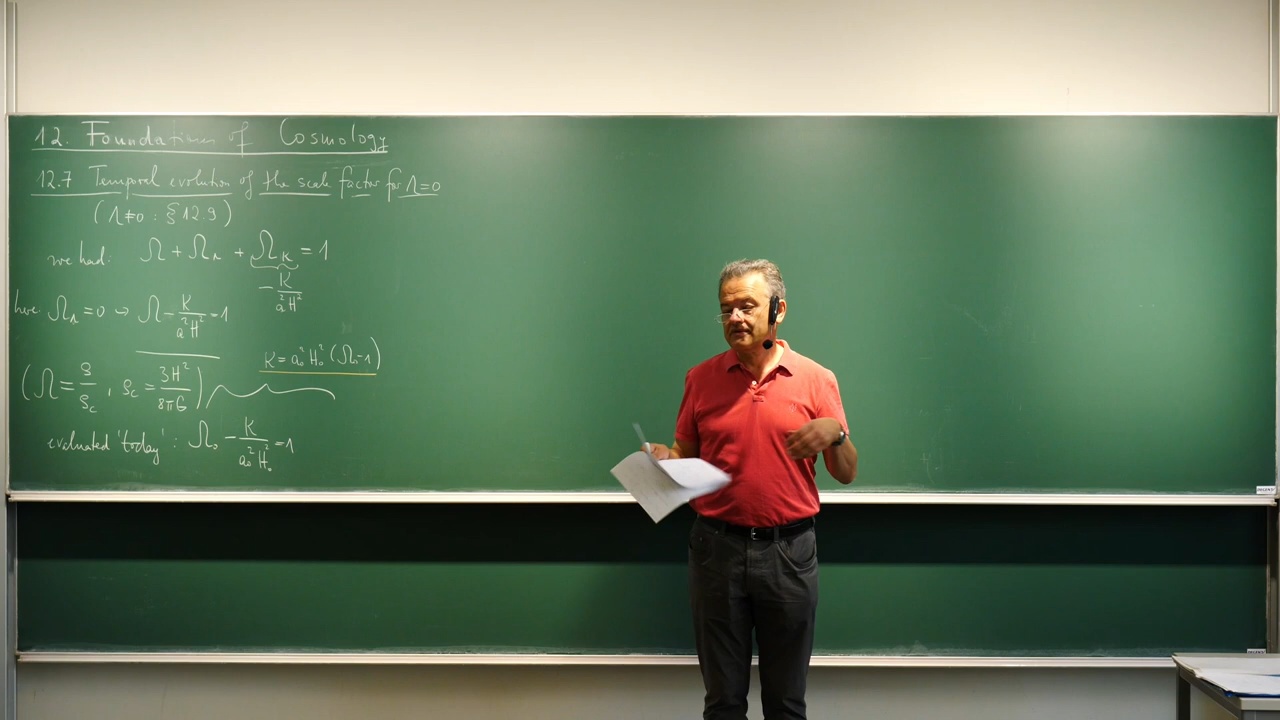 12. Foundations of Cosmology
12.7 Temporal evolution of the scale factor for Λ=0
(Λ≠0 : § 12.9)
we had: Ω + Ω_Λ + Ω_K = 1
-K/(a²H²)
here: Ω_Λ = 0 → Ω - K/(a²H²) = 1
K = a₀²H₀²(Ω₀-1)
(Ω = ρ/ρ_c , ρ_c = 3H²/(8πG))
evaluated 'today' : Ω₀ - K/(a₀²H₀²) = 1